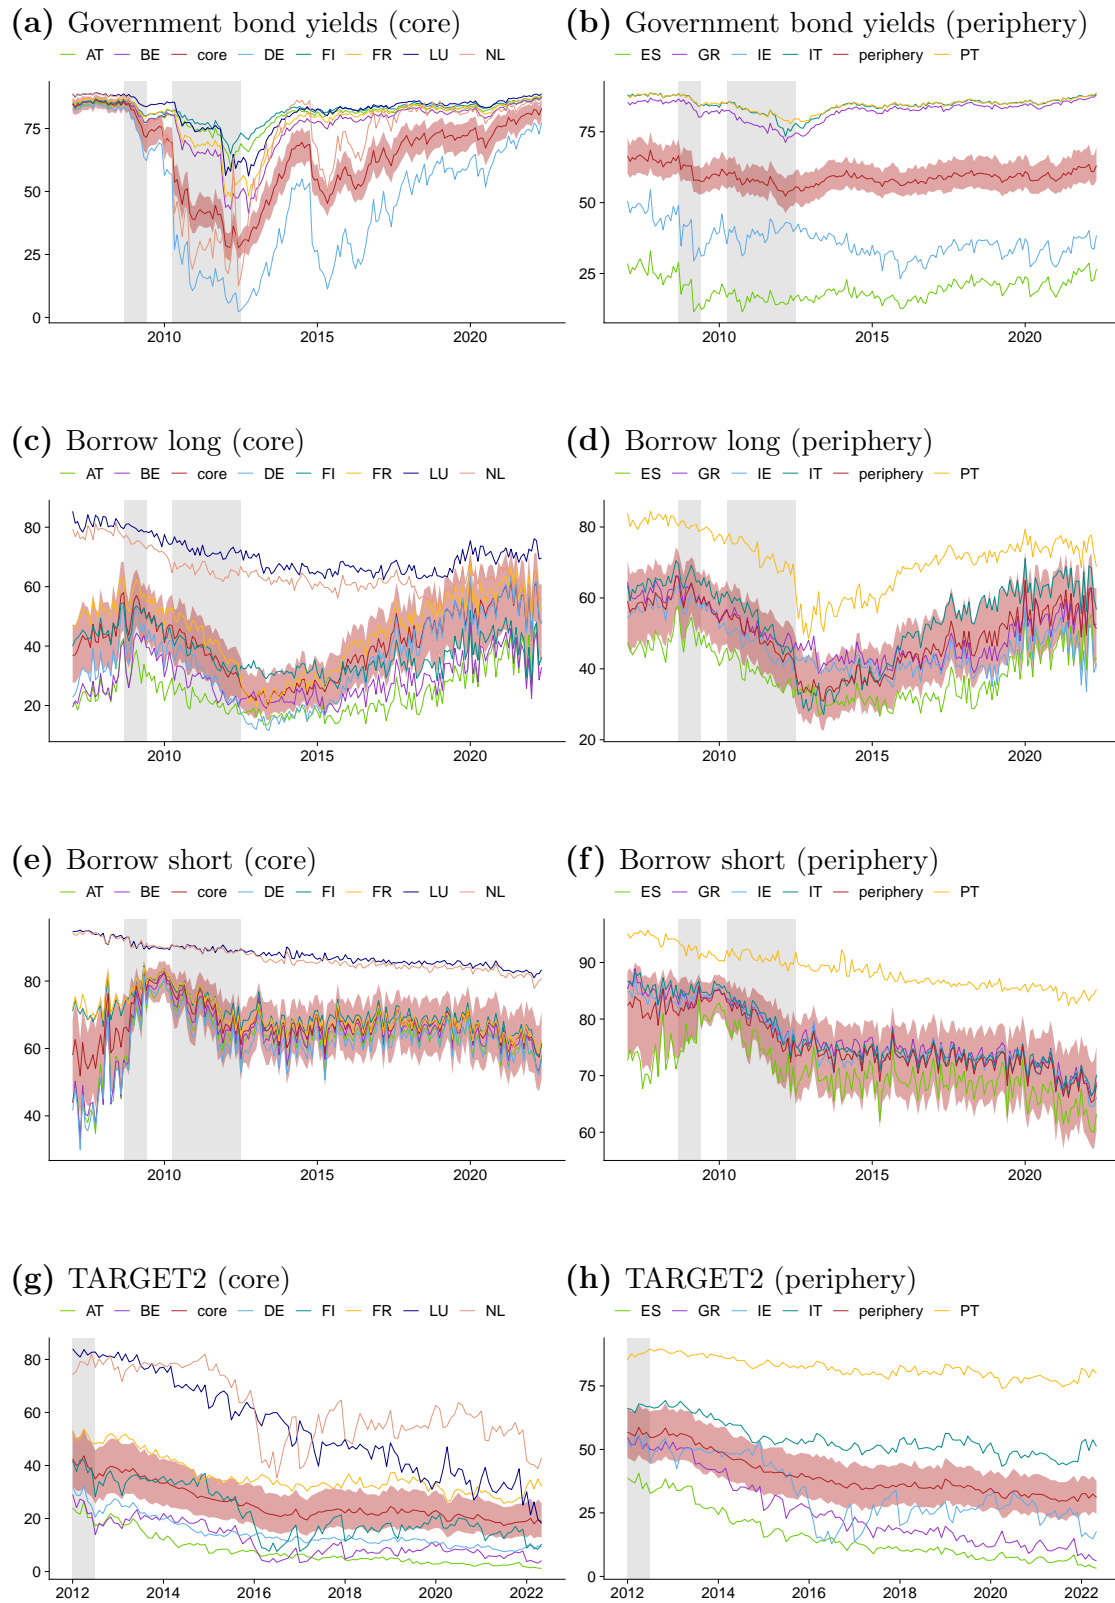 (a) Government bond yields (core)
AT BE core DE FI FR LU NL
75
50
25
0
2010 2015 2020
(b) Government bond yields (periphery)
ES GR IE IT periphery PT
75
50
25
2010 2015 2020
(c) Borrow long (core)
AT BE core DE FI FR LU NL
80
60
40
20
2010 2015 2020
(d) Borrow long (periphery)
ES GR IE IT periphery PT
80
60
40
20
2010 2015 2020
(e) Borrow short (core)
AT BE core DE FI FR LU NL
80
60
40
2010 2015 2020
(f) Borrow short (periphery)
ES GR IE IT periphery PT
90
80
70
60
2010 2015 2020
(g) TARGET2 (core)
AT BE core DE FI FR LU NL
80
60
40
20
0
2012 2014 2016 2018 2020 2022
(h) TARGET2 (periphery)
ES GR IE IT periphery PT
75
50
25
0
2012 2014 2016 2018 2020 2022